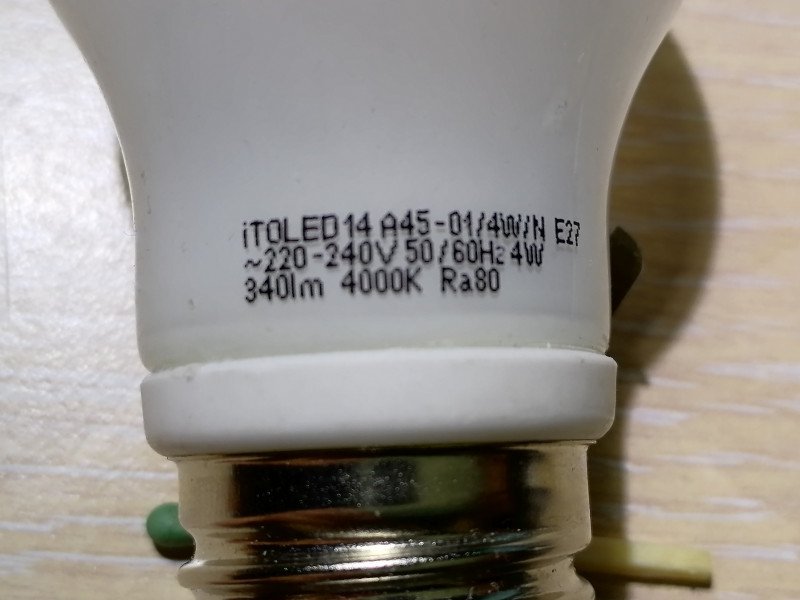 iTOLED14 A45-01/4W/N E27
~220-240V 50/60Hz 4W
340lm 4000K Ra80